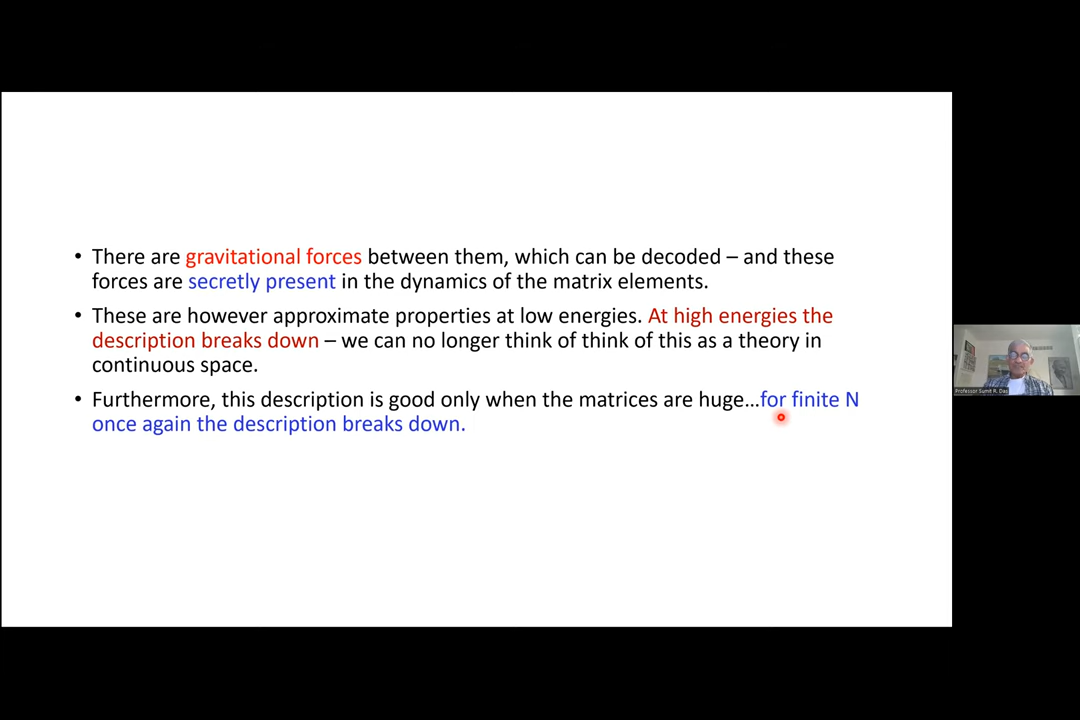 • There are gravitational forces between them, which can be decoded – and these
forces are secretly present in the dynamics of the matrix elements.
• These are however approximate properties at low energies. At high energies the
description breaks down – we can no longer think of think of this as a theory in
continuous space.
• Furthermore, this description is good only when the matrices are huge…for finite N
once again the description breaks down.
Professor Sumit R. Das